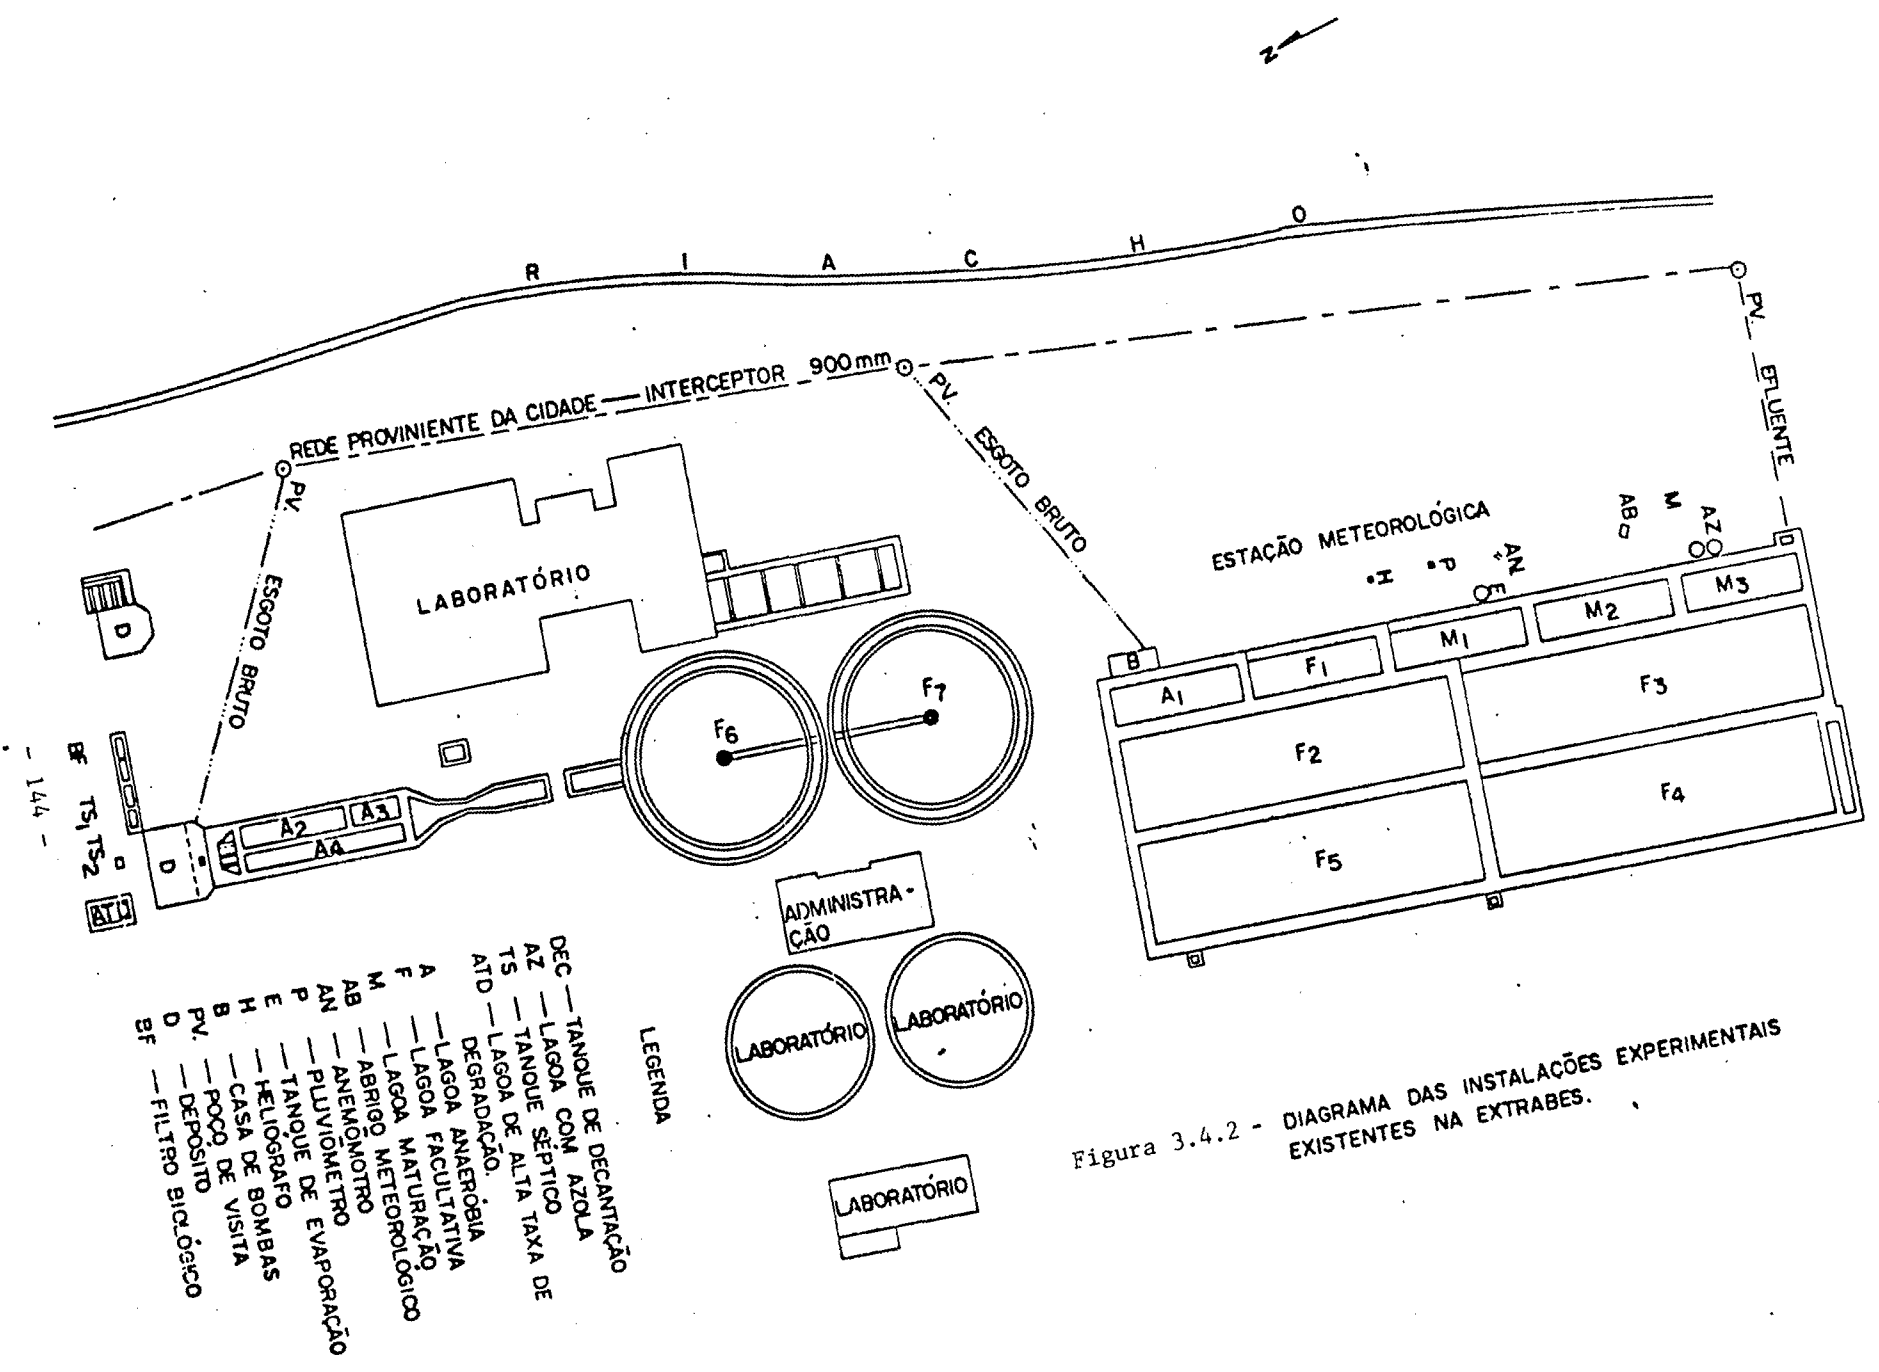 N
R I A C H O
REDE PROVINIENTE DA CIDADE — INTERCEPTOR 900mm
PV.
PV.
PV.
ESGOTO BRUTO
ESGOTO BRUTO
EFLUENTE
LABORATÓRIO
ESTAÇÃO METEOROLÓGICA
AB
M
AZ
AN
P
H
E
D
B
A1
F1
M1
M2
M3
F2
F3
F4
F5
F6
F7
BF
TS1
TS2
D
A2
A3
A4
ADMINISTRA-
ÇÃO
LABORATÓRIO
LABORATÓRIO
LABORATÓRIO
LEGENDA
DEC — TANQUE DE DECANTAÇÃO
AZ — LAGOA COM AZOLA
TS — TANQUE SÉPTICO
ATD — LAGOA DE ALTA TAXA DE
DEGRADAÇÃO.
A — LAGOA ANAERÓBIA
F — LAGOA FACULTATIVA
M — LAGOA MATURAÇÃO
AB — ABRIGO METEOROLÓGICO
AN — ANEMÔMOTRO
P — PLUVIÔMETRO
E — TANQUE DE EVAPORAÇÃO
H — HELIÓGRAFO
B — CASA DE BOMBAS
PV. — POÇO DE VISITA
D — DEPÓSITO
BF — FILTRO BIOLÓGICO
Figura 3.4.2 - DIAGRAMA DAS INSTALAÇÕES EXPERIMENTAIS
EXISTENTES NA EXTRABES.
- 144 -